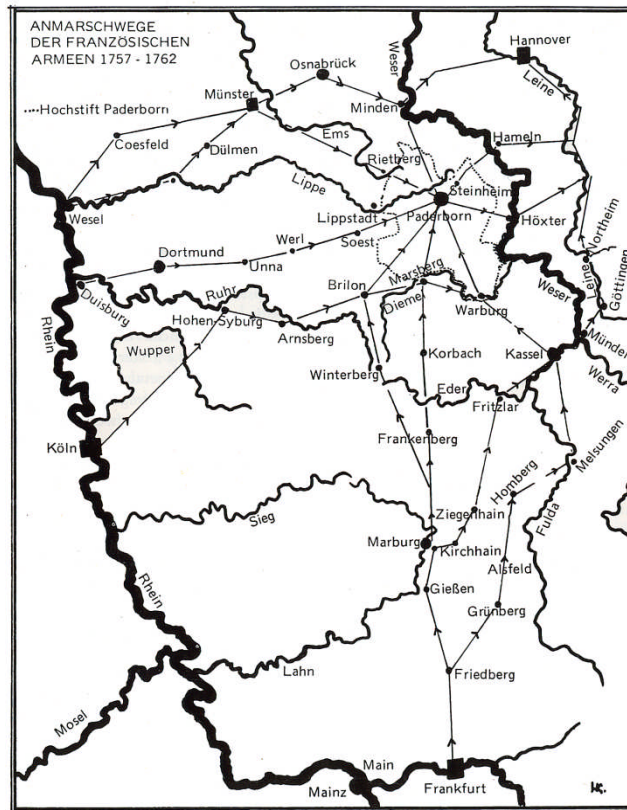 ANMARSCHWEGE
DER FRANZÖSISCHEN
ARMEEN 1757 - 1762
Hochstift Paderborn
Hannover
Osnabrück
Weser
Leine
Münster
Minden
Ems
Hameln
Coesfeld
Dülmen
Rietberg
Lippe
Steinheim
Wesel
Lippstadt
Paderborn
Höxter
Northeim
Dortmund
Werl
Soest
Unna
Leine
Göttingen
Duisburg
Ruhr
Brilon
Marsberg
Diemel
Warburg
Weser
Rhein
Hohen-Syburg
Arnsberg
Münden
Wupper
Winterberg
Korbach
Kassel
Werra
Eder
Fritzlar
Köln
Frankenberg
Melsungen
Homberg
Sieg
Ziegenhain
Fulda
Marburg
Kirchhain
Rhein
Alsfeld
Gießen
Grünberg
Lahn
Friedberg
Mosel
Main
Mainz
Frankfurt